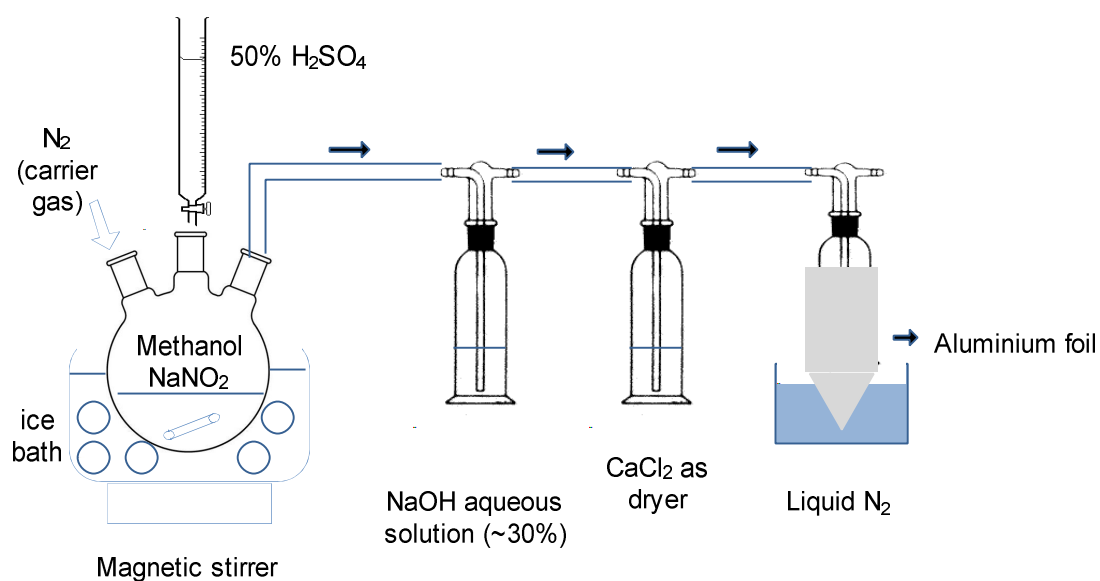 50% H₂SO₄
N₂
(carrier
gas)
Methanol
NaNO₂
Aluminium foil
ice
bath
CaCl₂ as
dryer
NaOH aqueous
solution (~30%)
Liquid N₂
Magnetic stirrer